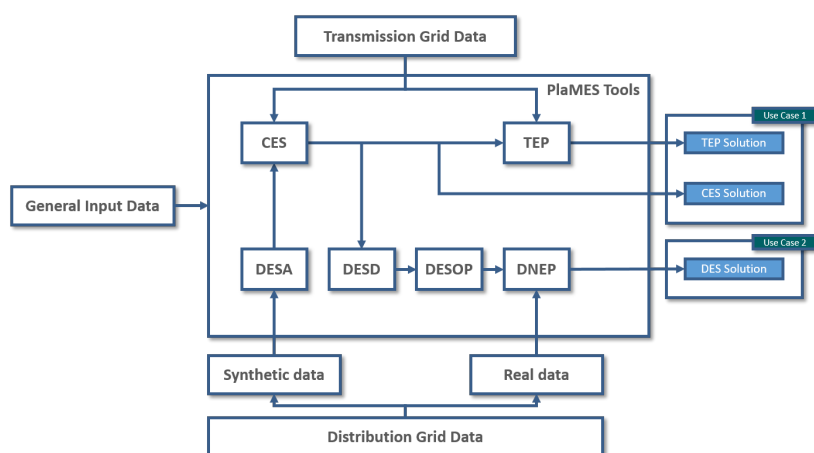 Transmission Grid Data
PlaMES Tools
Use Case 1
CES
TEP
TEP Solution
General Input Data
CES Solution
Use Case 2
DESA
DESD
DESOP
DNEP
DES Solution
Synthetic data
Real data
Distribution Grid Data